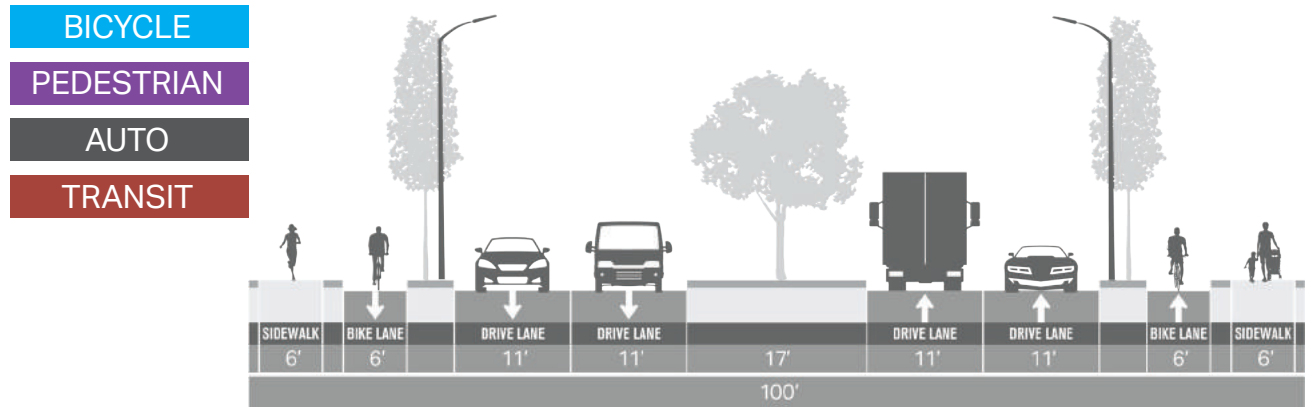 BICYCLE
PEDESTRIAN
AUTO
TRANSIT
SIDEWALK BIKE LANE DRIVE LANE DRIVE LANE DRIVE LANE DRIVE LANE BIKE LANE SIDEWALK
6' 6' 11' 11' 17' 11' 11' 6' 6'
100'